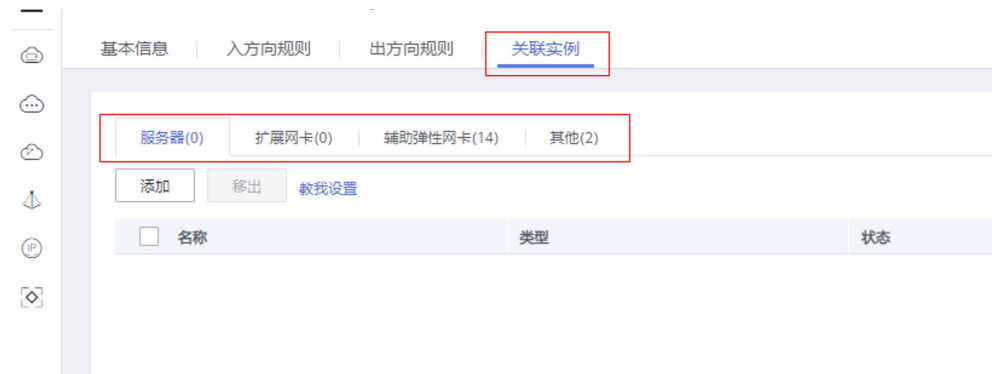 基本信息 入方向规则 出方向规则 关联实例
服务器(0) 扩展网卡(0) 辅助弹性网卡(14) 其他(2)
添加 移出 教我设置
名称 类型 状态
IP